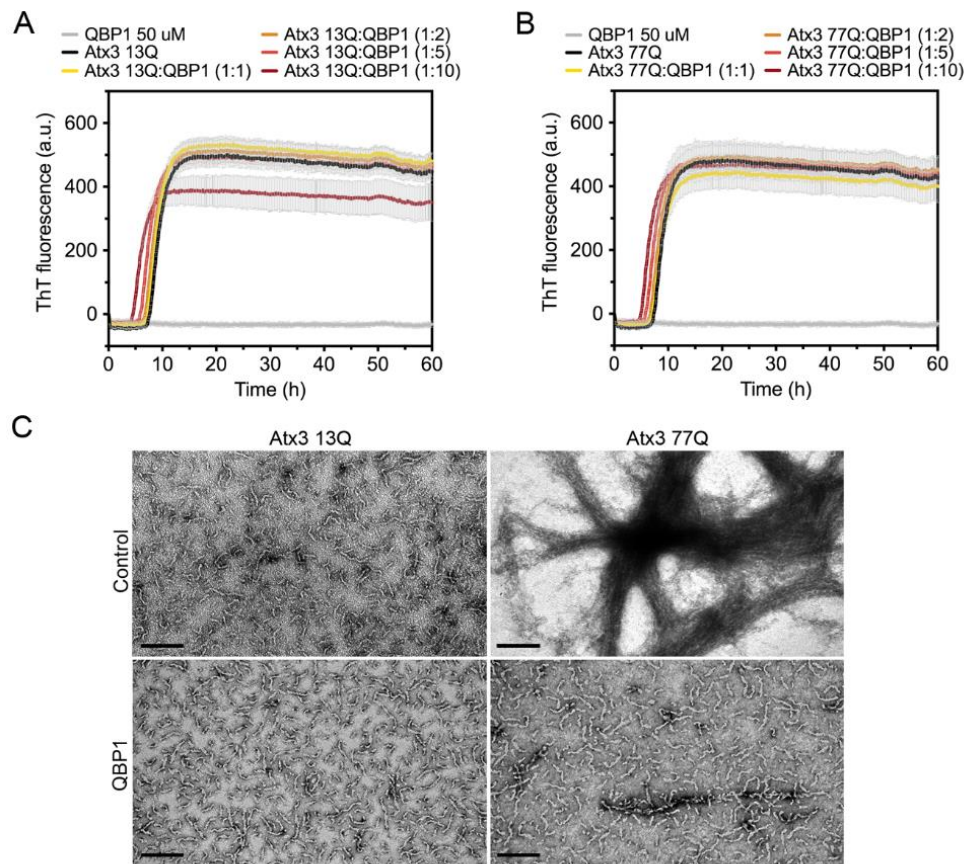 A
QBP1 50 uM
Atx3 13Q
Atx3 13Q:QBP1 (1:1)
Atx3 13Q:QBP1 (1:2)
Atx3 13Q:QBP1 (1:5)
Atx3 13Q:QBP1 (1:10)
ThT fluorescence (a.u.)
600
400
200
0
0 10 20 30 40 50 60
Time (h)
B
QBP1 50 uM
Atx3 77Q
Atx3 77Q:QBP1 (1:1)
Atx3 77Q:QBP1 (1:2)
Atx3 77Q:QBP1 (1:5)
Atx3 77Q:QBP1 (1:10)
ThT fluorescence (a.u.)
600
400
200
0
0 10 20 30 40 50 60
Time (h)
C
Atx3 13Q Atx3 77Q
Control
QBP1